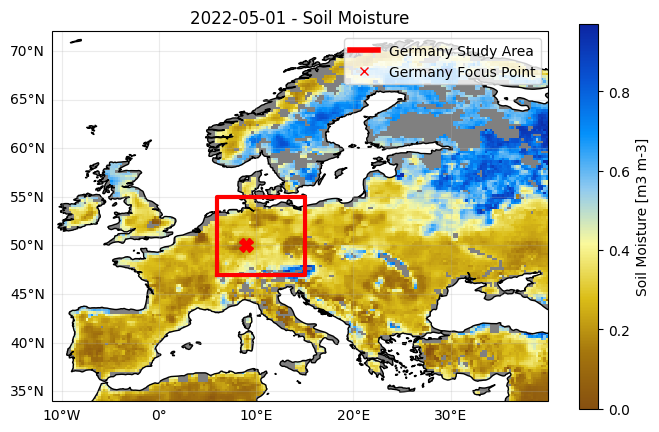 2022-05-01 - Soil Moisture
Germany Study Area
Germany Focus Point
70°N
65°N
60°N
55°N
50°N
45°N
40°N
35°N
10°W
0°
10°E
20°E
30°E
0.8
0.6
0.4
0.2
0.0
Soil Moisture [m3 m-3]